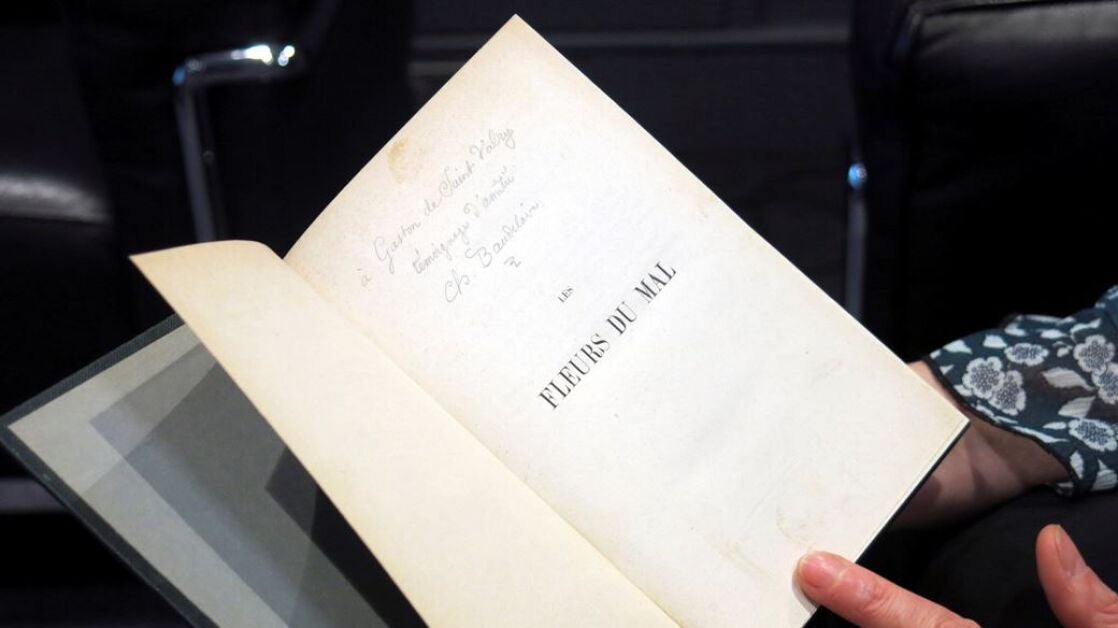 à Gaston de Saint-Valry
témoignage d'amitié
Ch. Baudelaire
LES
FLEURS DU MAL